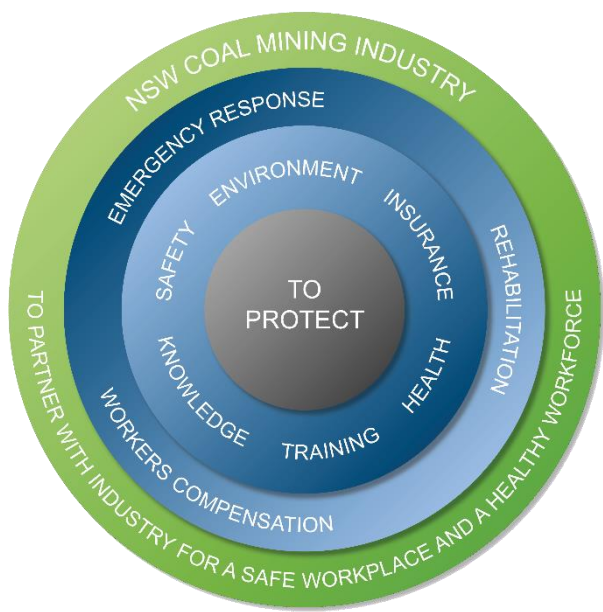 NSW COAL MINING INDUSTRY
EMERGENCY RESPONSE
REHABILITATION
WORKERS COMPENSATION
ENVIRONMENT
INSURANCE
HEALTH
TRAINING
KNOWLEDGE
SAFETY
TO
PROTECT
TO PARTNER WITH INDUSTRY FOR A SAFE WORKPLACE AND A HEALTHY WORKFORCE